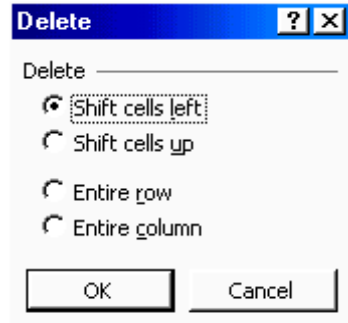 Delete ? X
Delete
Shift cells left
Shift cells up
Entire row
Entire column
OK Cancel